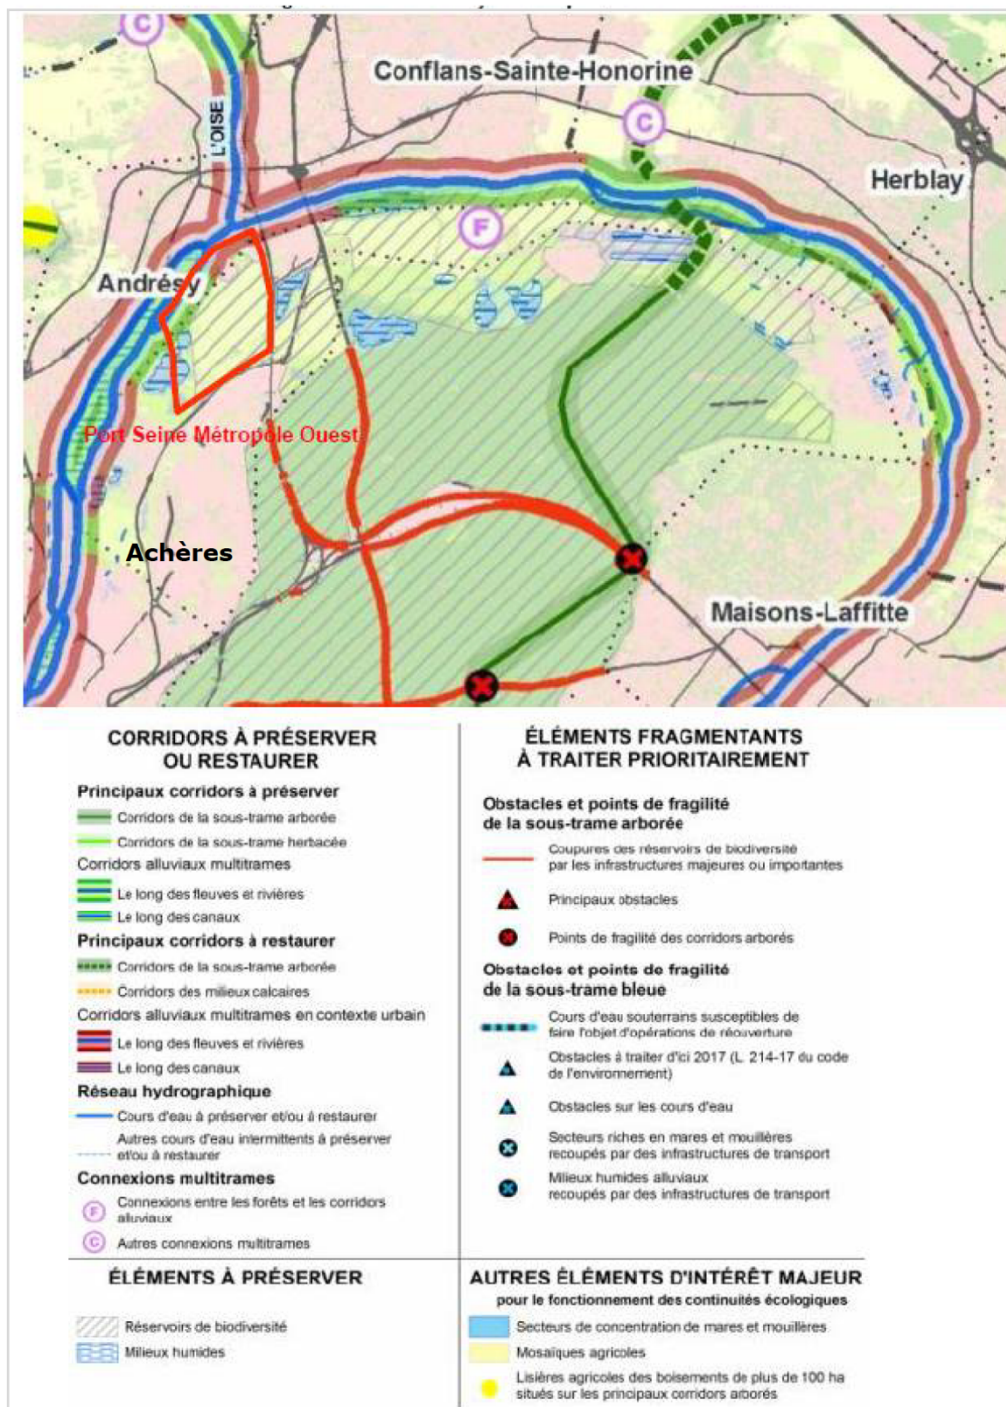 Conflans-Sainte-Honorine
C
C
L'OISE
Herblay
F
Andrésy
Port Seine Métropole Ouest
Achères
Maisons-Laffitte
CORRIDORS À PRÉSERVER
OU RESTAURER
Principaux corridors à préserver
Corridors de la sous-trame arborée
Corridors de la sous-trame herbacée
Corridors alluviaux multitrames
Le long des fleuves et rivières
Le long des canaux
Principaux corridors à restaurer
Corridors de la sous-trame arborée
Corridors des milieux calcaires
Corridors alluviaux multitrames en contexte urbain
Le long des fleuves et rivières
Le long des canaux
Réseau hydrographique
Cours d'eau à préserver et/ou à restaurer
Autres cours d'eau intermittents à préserver
et/ou à restaurer
Connexions multitrames
F
Connexions entre les forêts et les corridors
alluviaux
C
Autres connexions multitrames
ÉLÉMENTS FRAGMENTANTS
À TRAITER PRIORITAIREMENT
Obstacles et points de fragilité
de la sous-trame arborée
Coupures des réservoirs de biodiversité
par les infrastructures majeures ou importantes
Principaux obstacles
Points de fragilité des corridors arborés
Obstacles et points de fragilité
de la sous-trame bleue
Cours d'eau souterrains susceptibles de
faire l'objet d'opérations de réouverture
Obstacles à traiter d'ici 2017 (L. 214-17 du code
de l'environnement)
Obstacles sur les cours d'eau
Secteurs riches en mares et mouillères
recoupés par des infrastructures de transport
Milieux humides alluviaux
recoupés par des infrastructures de transport
ÉLÉMENTS À PRÉSERVER
Réservoirs de biodiversité
Milieux humides
AUTRES ÉLÉMENTS D'INTÉRÊT MAJEUR
pour le fonctionnement des continuités écologiques
Secteurs de concentration de mares et mouillères
Mosaïques agricoles
Lisières agricoles des boisements de plus de 100 ha
situés sur les principaux corridors arborés